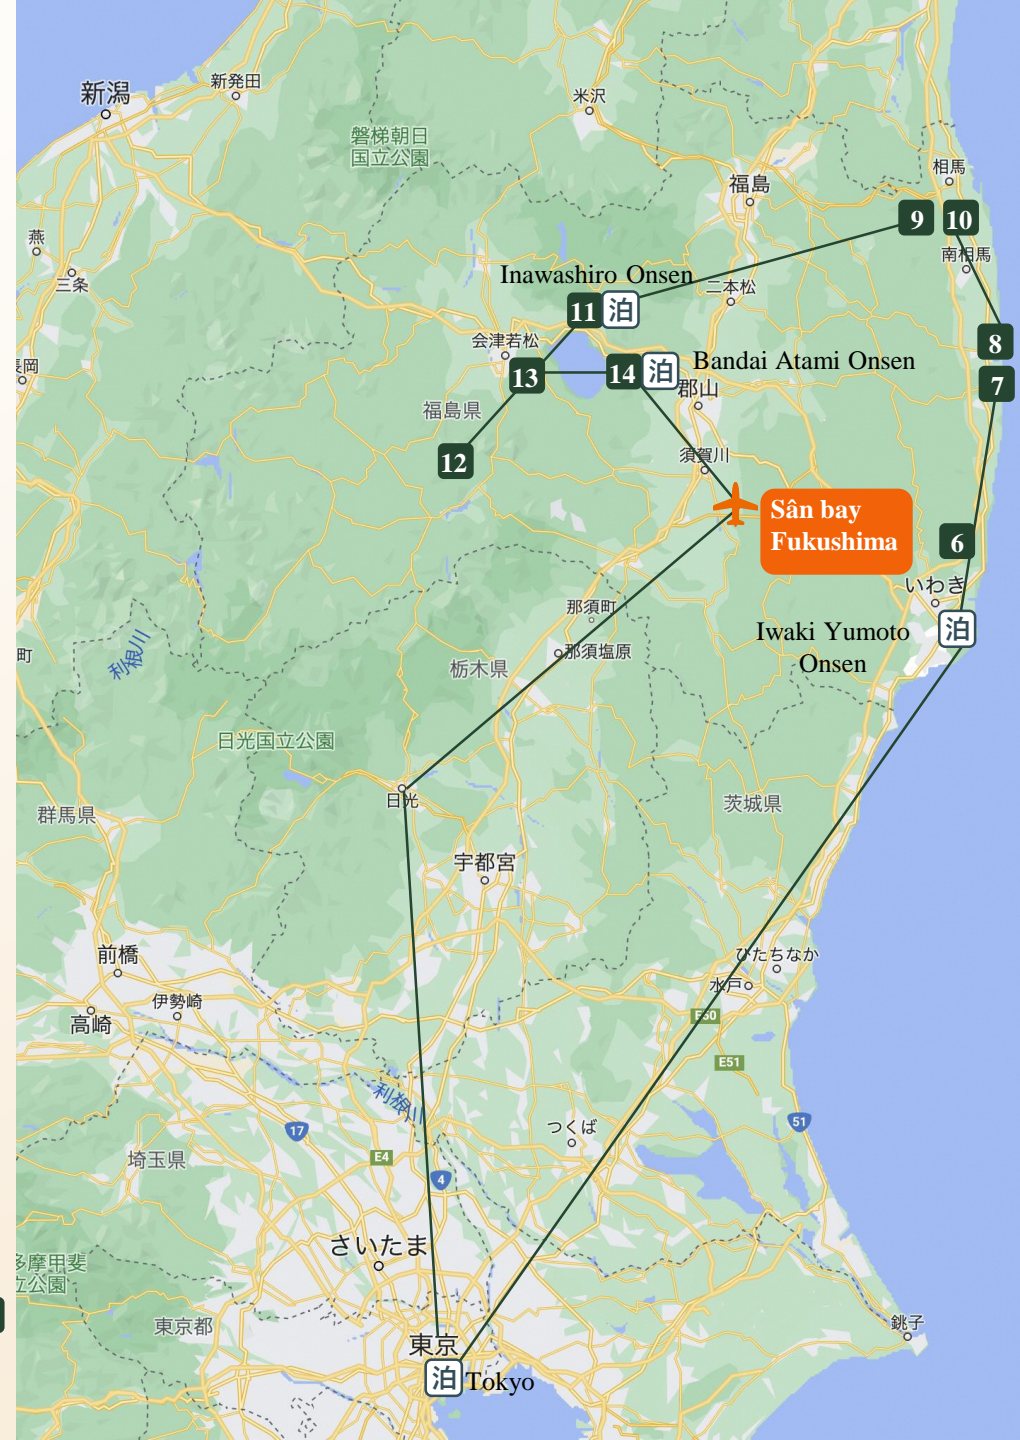 新潟
新発田
米沢
磐梯朝日
国立公園
福島
相馬
9
10
燕
三条
南相馬
Inawashiro Onsen
二本松
11
泊
会津若松
8
Bandai Atami Onsen
13
14
泊
7
郡山
福島県
12
須賀川
Sân bay
Fukushima
6
いわき
那須町
Iwaki Yumoto
Onsen
泊
那須塩原
町
利根川
栃木県
日光国立公園
日光
茨城県
群馬県
宇都宮
前橋
ひたちなか
水戸
伊勢崎
高崎
E50
E51
利根川
17
51
つくば
埼玉県
E4
4
さいたま
多摩甲斐
立公園
東京都
銚子
東京
泊
Tokyo